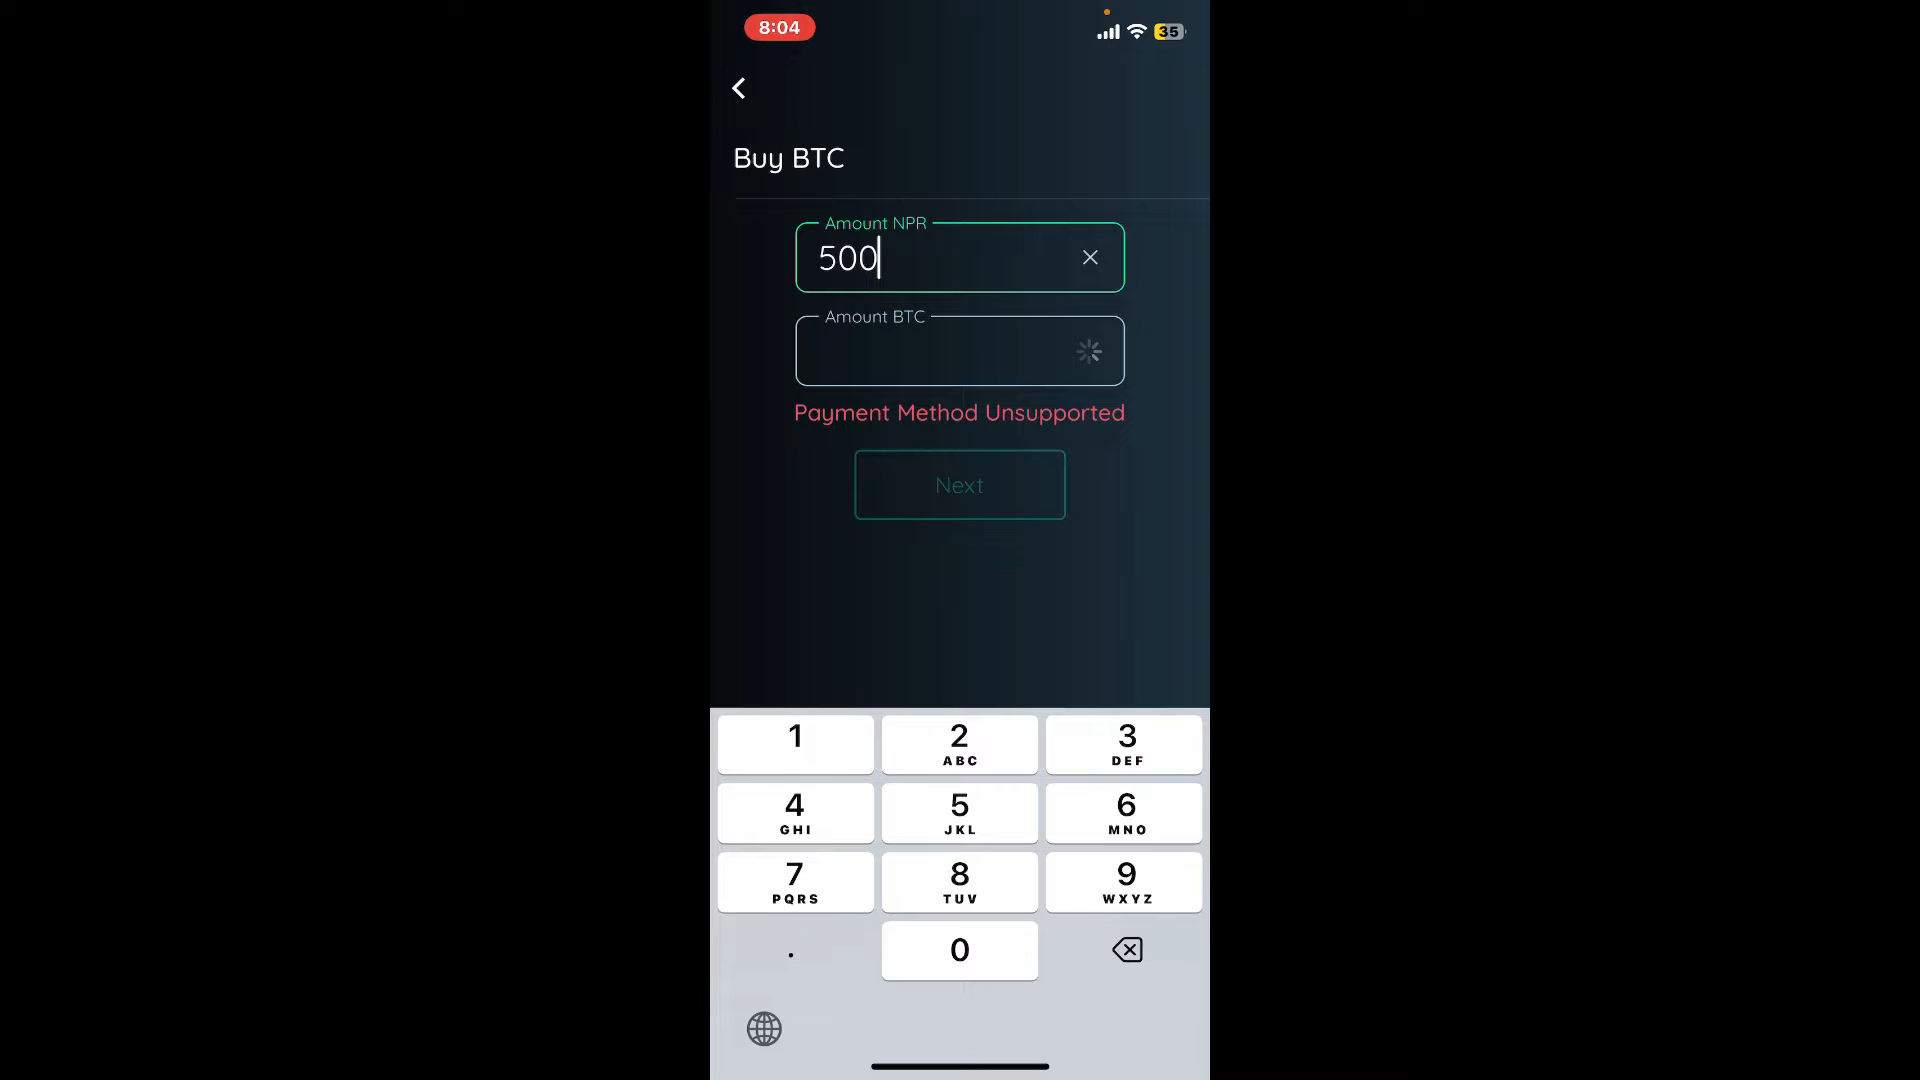 8:04
35
Buy BTC
Amount NPR
500
Amount BTC
Payment Method Unsupported
Next
1
2
ABC
3
DEF
4
GHI
5
JKL
6
MNO
7
PQRS
8
TUV
9
WXYZ
.
0